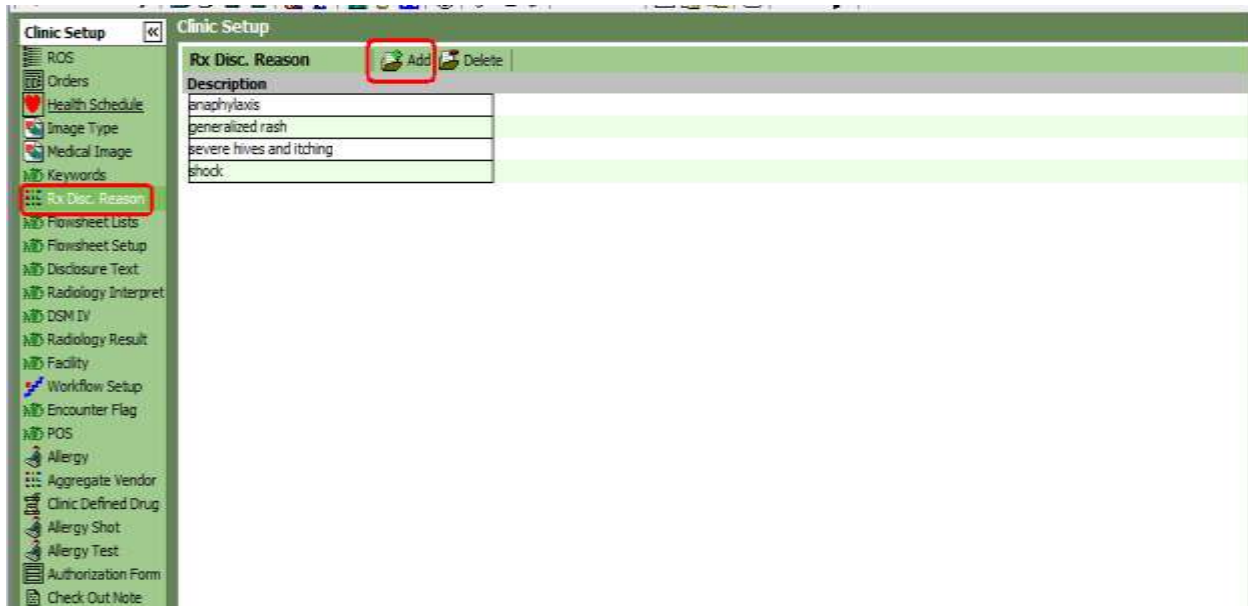 Clinic Setup
«
Clinic Setup
ROS
Orders
Health Schedule
Image Type
Medical Image
Keywords
Rx Disc. Reason
Flowsheet Lists
Flowsheet Setup
Disclosure Text
Radiology Interpret
DSM IV
Radiology Result
Facility
Workflow Setup
Encounter Flag
POS
Allergy
Aggregate Vendor
Clinic Defined Drug
Allergy Shot
Allergy Test
Authorization Form
Check Out Note
Rx Disc. Reason
Add
Delete
Description
anaphylaxis
generalized rash
severe hives and itching
shock